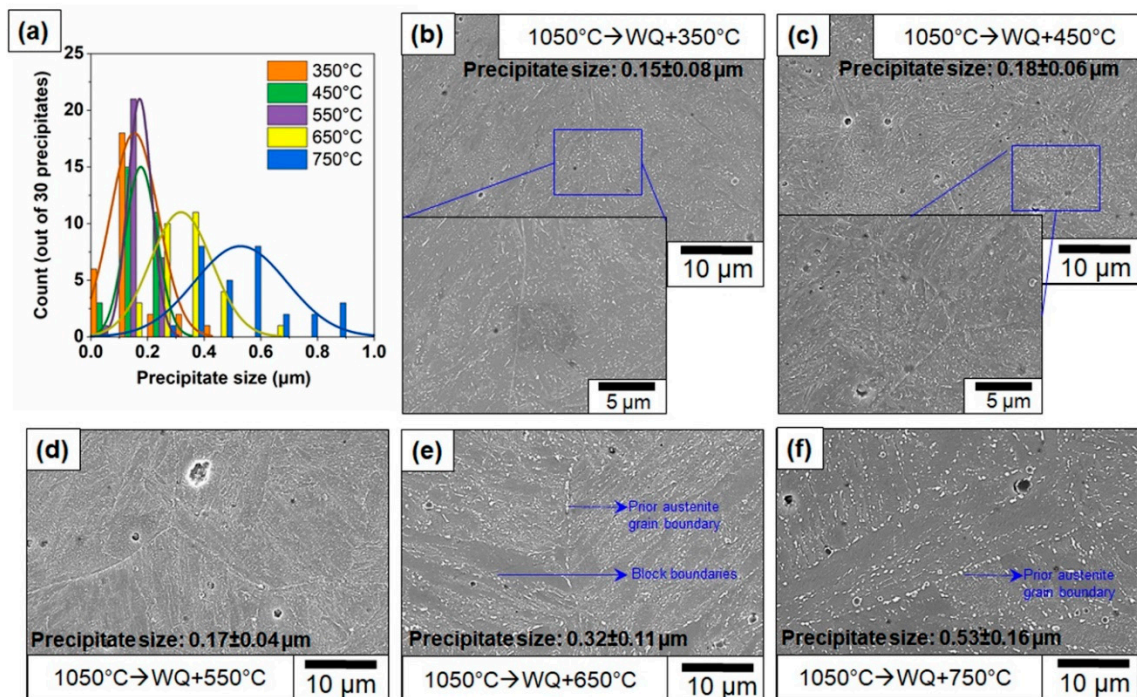 (a)
25
20
15
10
5
0
Count (out of 30 precipitates)
350°C
450°C
550°C
650°C
750°C
0.0 0.2 0.4 0.6 0.8 1.0
Precipitate size (µm)
(b)
1050°C→WQ+350°C
Precipitate size: 0.15±0.08 µm
10 µm
5 µm
(c)
1050°C→WQ+450°C
Precipitate size: 0.18±0.06 µm
10 µm
5 µm
(d)
Precipitate size: 0.17±0.04 µm
1050°C→WQ+550°C
10 µm
(e)
Prior austenite
grain boundary
Block boundaries
Precipitate size: 0.32±0.11 µm
1050°C→WQ+650°C
10 µm
(f)
Prior austenite
grain boundary
Precipitate size: 0.53±0.16 µm
1050°C→WQ+750°C
10 µm